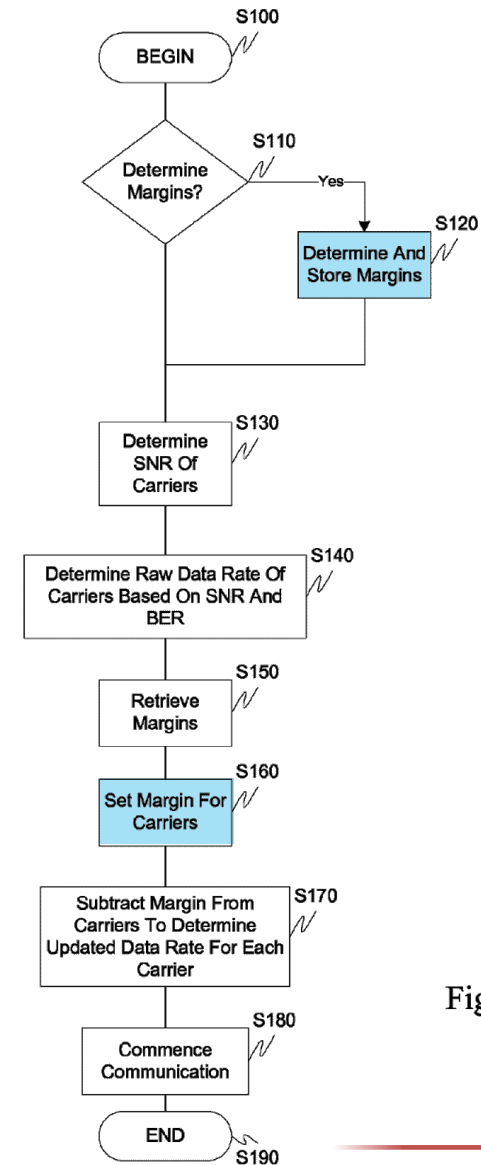 S100
BEGIN
S110
Determine
Margins?
Yes
S120
Determine And
Store Margins
S130
Determine
SNR Of
Carriers
S140
Determine Raw Data Rate Of
Carriers Based On SNR And
BER
S150
Retrieve
Margins
S160
Set Margin For
Carriers
S170
Subtract Margin From
Carriers To Determine
Updated Data Rate For Each
Carrier
Fig
S180
Commence
Communication
END
S190